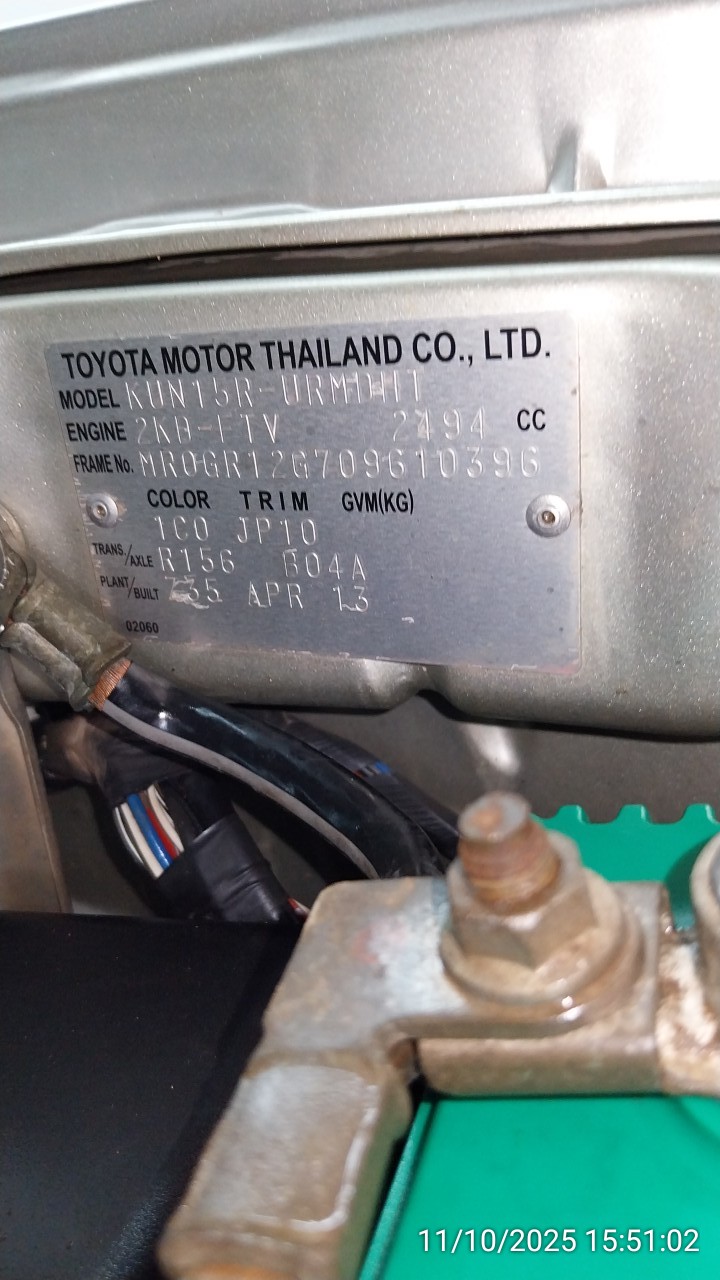 TOYOTA MOTOR THAILAND CO., LTD.
MODEL KUN15R-URMDHT
ENGINE 2KD-FTV 2494 CC
FRAME No. MR0GR12G709610396
COLOR TRIM GVM(KG)
1C0 JP10
TRANS./AXLE R156 B04A
PLANT/BUILT APR 13
02060
11/10/2025 15:51:02